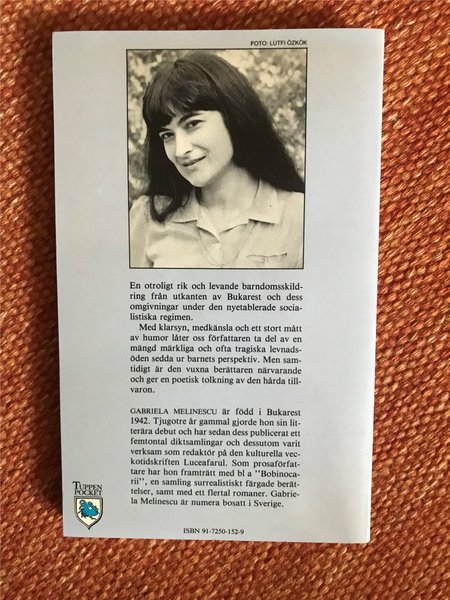 FOTO: LÜTFI ÖZKÖK
En otroligt rik och levande barndomsskild-
ring från utkanten av Bukarest och dess
omgivningar under den nyetablerade socia-
listiska regimen.
Med klarsyn, medkänsla och ett stort mått
av humor låter oss författaren ta del av en
mängd märkliga och ofta tragiska levnads-
öden sedda ur barnets perspektiv. Men sam-
tidigt är den vuxna berättaren närvarande
och ger en poetisk tolkning av den hårda till-
varon.
GABRIELA MELINESCU är född i Bukarest
1942. Tjugotre år gammal gjorde hon sin lit-
terära debut och har sedan dess publicerat ett
femtontal diktsamlingar och dessutom varit
verksam som redaktör på den kulturella vec-
kotidskriften Luceafarul. Som prosaförfat-
tare har hon framträtt med bl a "Bobinoca-
rii", en samling surrealistiskt färgade berät-
telser, samt med ett flertal romaner. Gabrie-
la Melinescu är numera bosatt i Sverige.
TUPPEN
POCKET
ISBN 91-7250-152-9